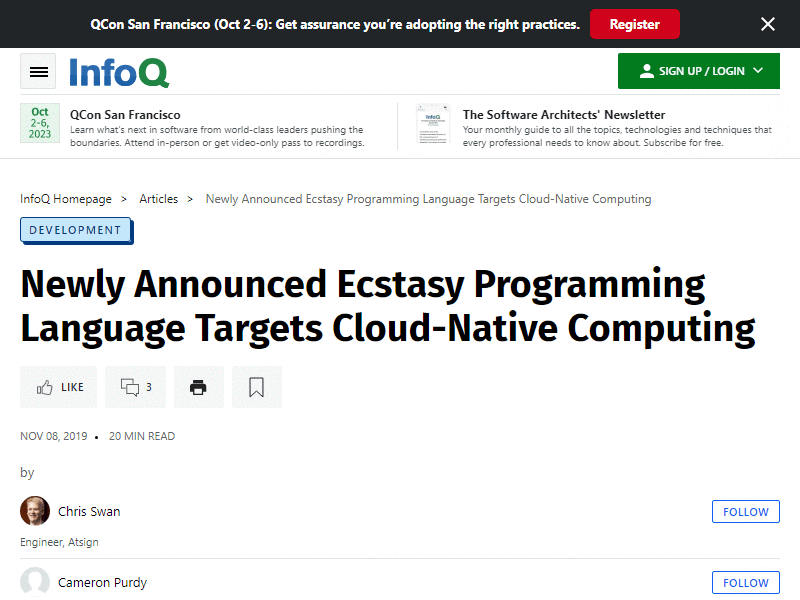 QCon San Francisco (Oct 2-6): Get assurance you're adopting the right practices.
Register
InfoQ
SIGN UP / LOGIN
Oct
2-6,
2023
QCon San Francisco
Learn what's next in software from world-class leaders pushing the
boundaries. Attend in-person or get video-only pass to recordings.
InfoQ
The Software Architects' Newsletter
Your monthly guide to all the topics, technologies and techniques that
every professional needs to know about. Subscribe for free.
InfoQ Homepage > Articles > Newly Announced Ecstasy Programming Language Targets Cloud-Native Computing
DEVELOPMENT
Newly Announced Ecstasy Programming
Language Targets Cloud-Native Computing
LIKE
3
NOV 08, 2019 • 20 MIN READ
by
Chris Swan
FOLLOW
Engineer, Atsign
Cameron Purdy
FOLLOW